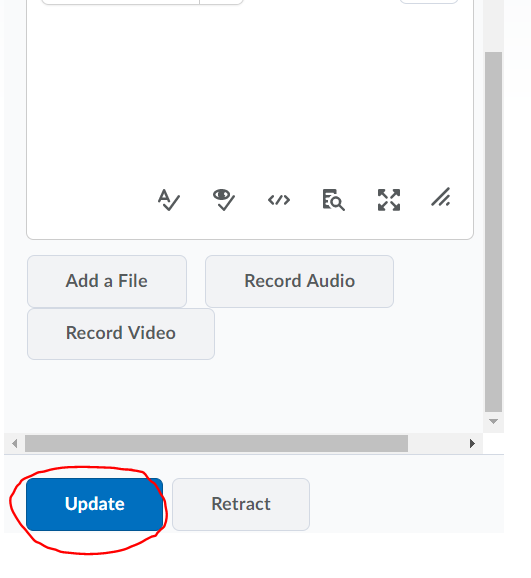 Add a File
Record Audio
Record Video
Update
Retract